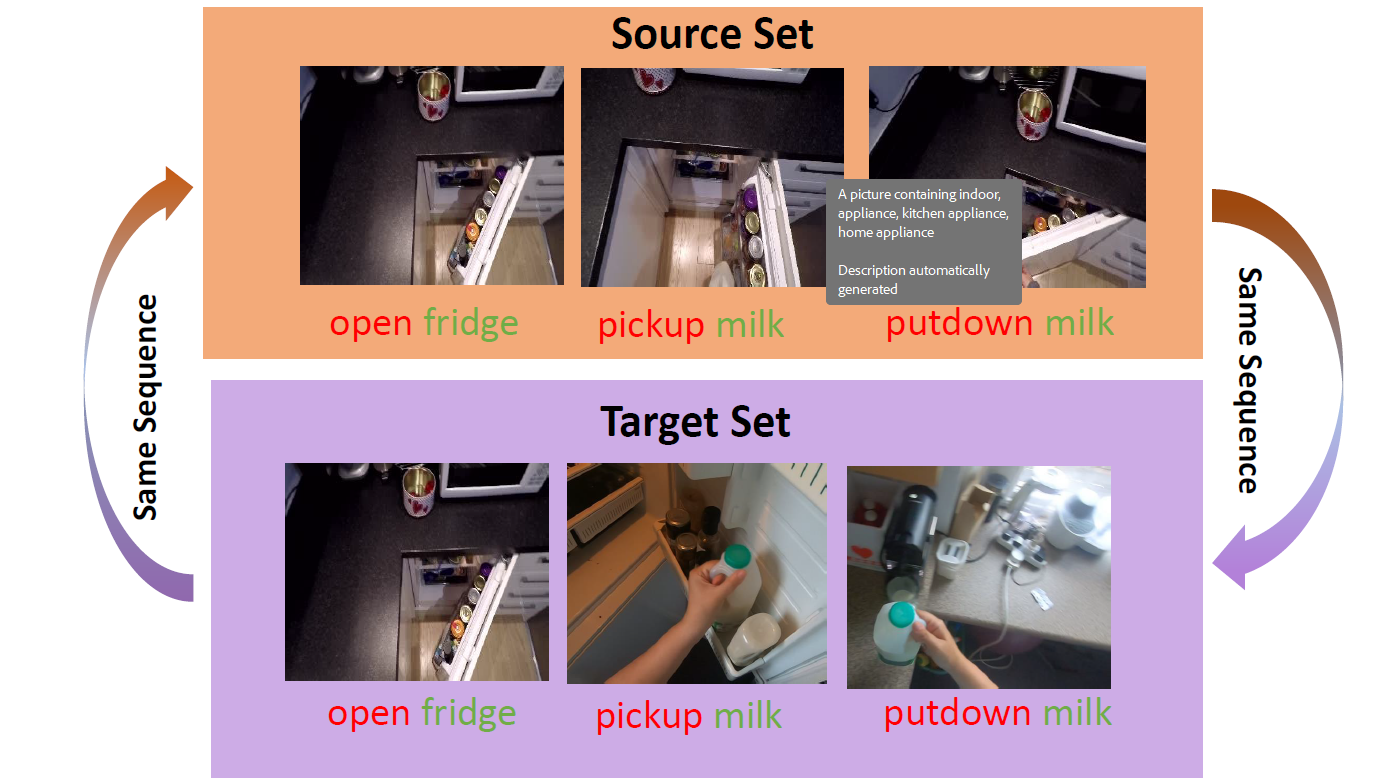 Source Set
A picture containing indoor,
appliance, kitchen appliance,
home appliance
Description automatically
generated
open fridge
pickup milk
putdown milk
Same Sequence
Same Sequence
Target Set
open fridge
pickup milk
putdown milk